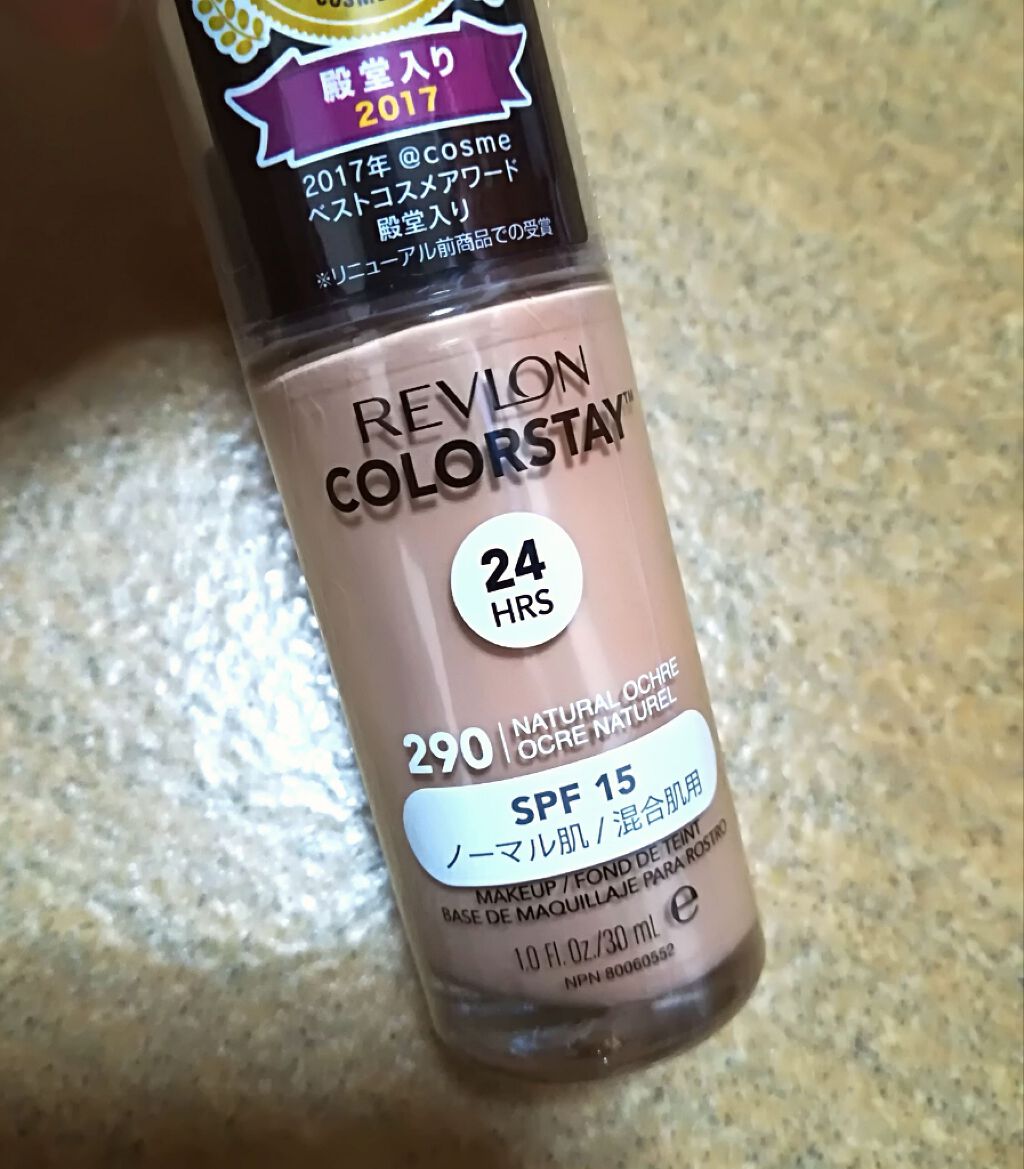 殿堂入り
2017
2017年 @cosme
ベストコスメアワード
殿堂入り
※リニューアル前商品での受賞
REVLON
COLORSTAY™
24
HRS
290 | NATURAL OCHRE
OCRE NATUREL
SPF 15
ノーマル肌 / 混合肌用
MAKEUP / FOND DE TEINT
BASE DE MAQUILLAJE PARA ROSTRO
1.0 Fl. Oz./30 mL e
NPN 80060552